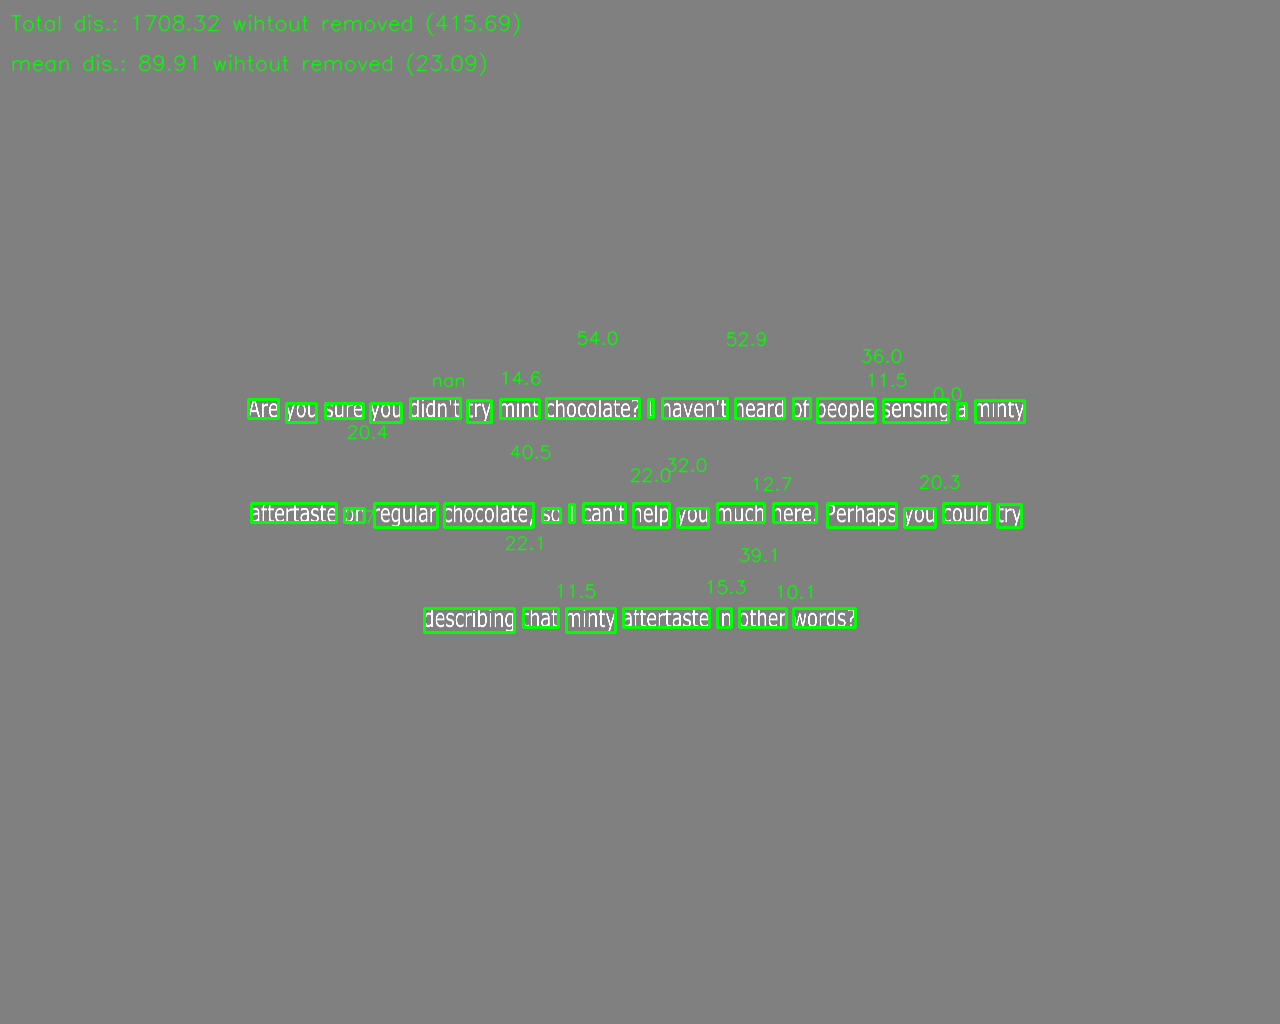 Total dis.: 1708.32 wihtout removed (415.69)
mean dis.: 89.91 wihtout removed (23.09)
54.0 52.9
36.0
nan 14.6 11.5
0.0
Are you sure you didn't try mint chocolate? I haven't heard of people sensing a minty
20.4
40.5
22.0 32.0
12.7 20.3
aftertaste on regular chocolate, so I can't help you much here. Perhaps you could try
22.1
39.1
11.5 15.3 10.1
describing that minty aftertaste in other words?